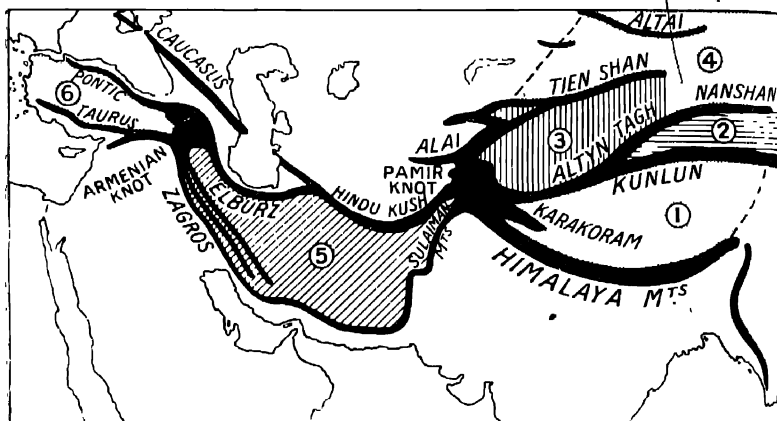 ALTAI
CAUCASUS
④
PONTIC
TIEN SHAN
NANSHAN
⑥
TAURUS
②
③
ALTYN TAGH
ALAI
PAMIR
KNOT
ARMENIAN
KNOT
ELBURZ
HINDU KUSH
KUNLUN
ZAGROS
SULAIMAN
MTS
KARAKORAM
①
⑤
HIMALAYA MTS